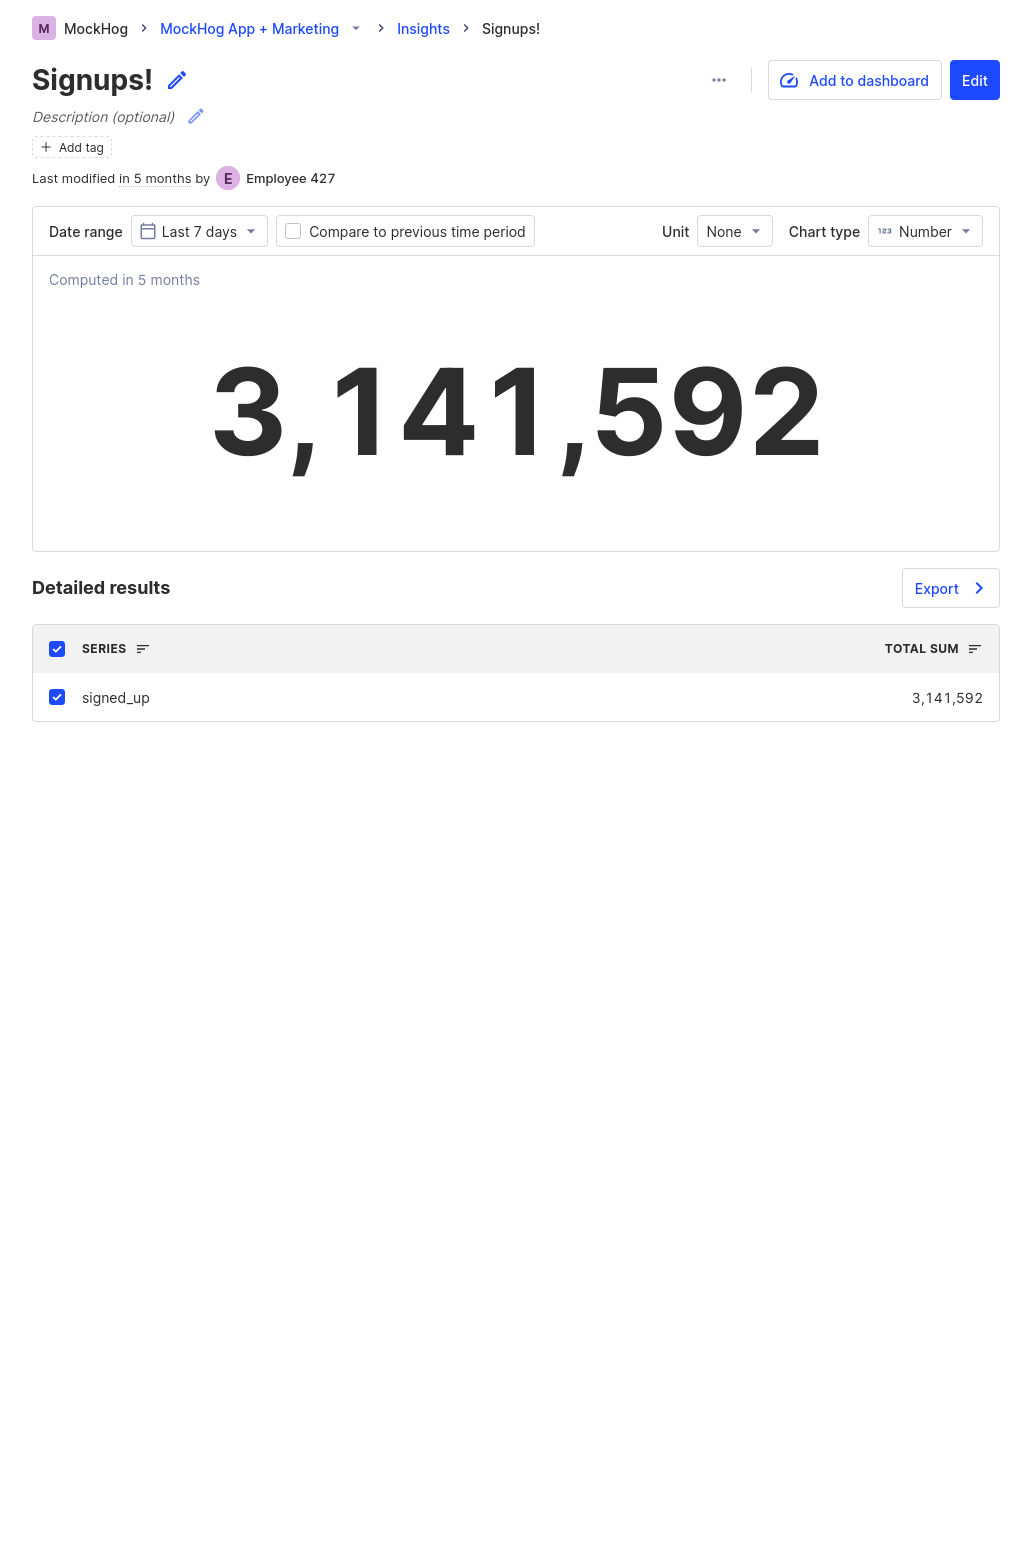 M MockHog MockHog App + Marketing Insights Signups!
Signups! Add to dashboard Edit
Description (optional)
Add tag
Last modified in 5 months by E Employee 427
Date range Last 7 days Compare to previous time period Unit None Chart type 123 Number
Computed in 5 months
3,141,592
Detailed results Export
SERIES TOTAL SUM
signed_up 3,141,592